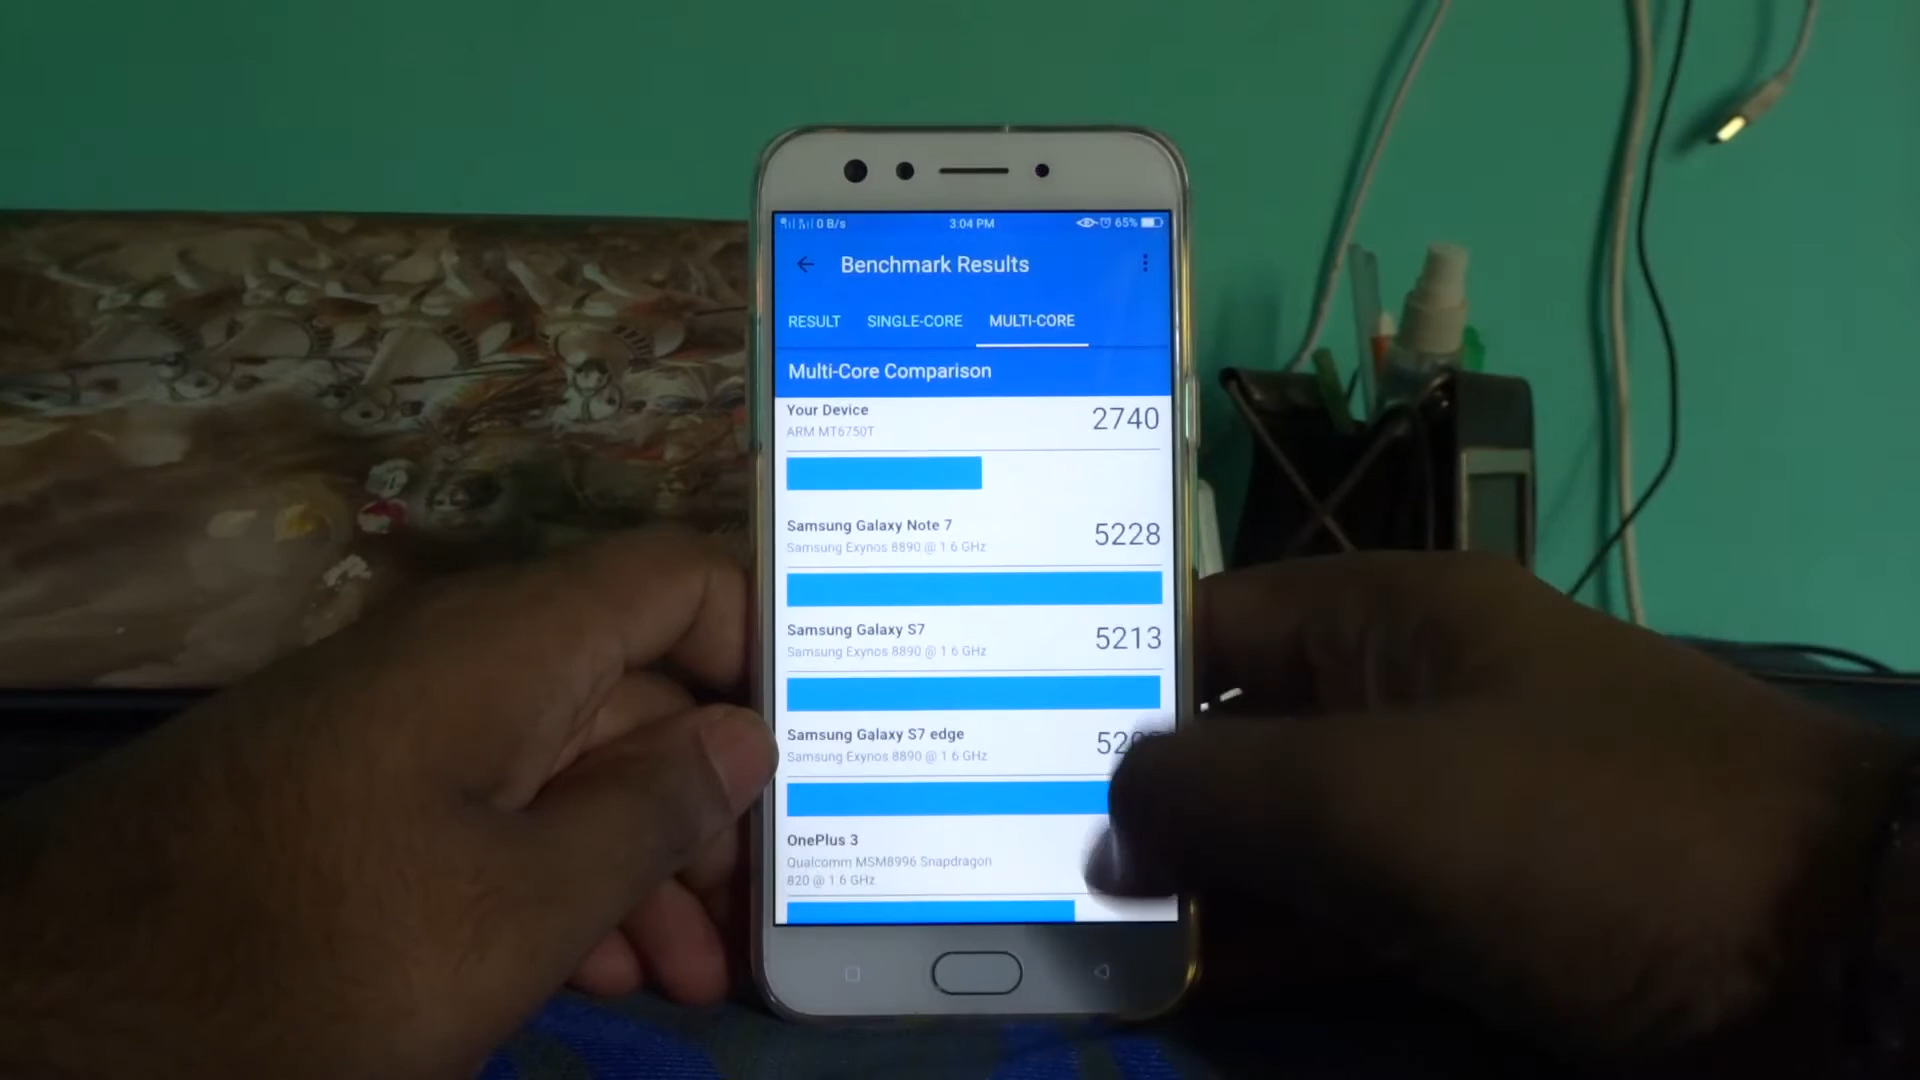 0 B/s 3:04 PM 65%
Benchmark Results
RESULT SINGLE-CORE MULTI-CORE
Multi-Core Comparison
Your Device 2740
ARM MT6750T
Samsung Galaxy Note 7 5228
Samsung Exynos 8890 @ 1.6 GHz
Samsung Galaxy S7 5213
Samsung Exynos 8890 @ 1.6 GHz
Samsung Galaxy S7 edge
Samsung Exynos 8890 @ 1.6 GHz
OnePlus 3
Qualcomm MSM8996 Snapdragon
820 @ 1.6 GHz